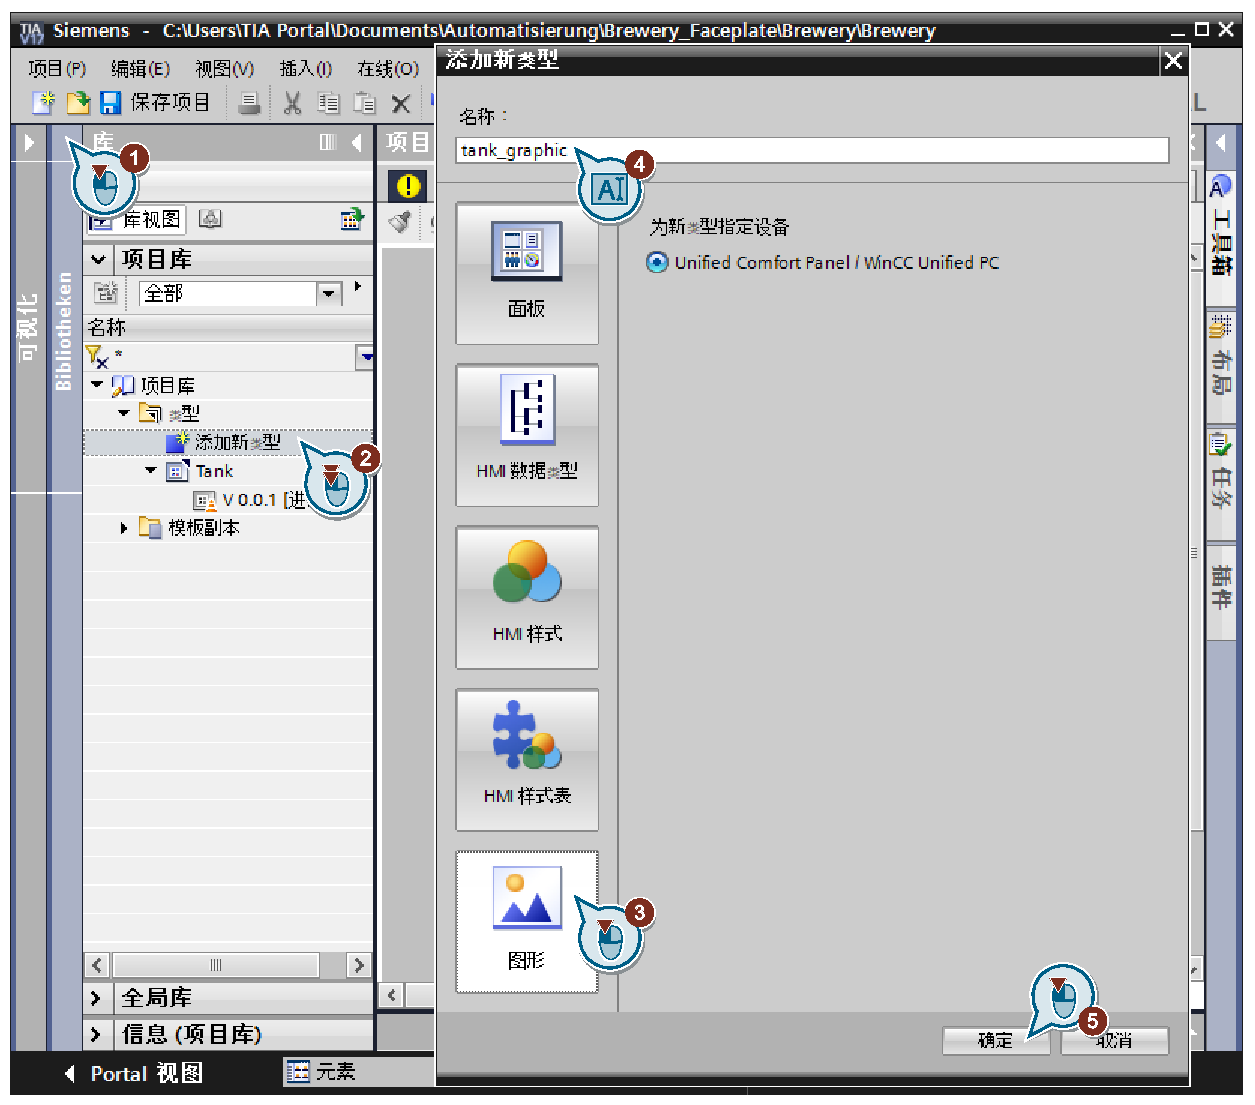 TIA V19 Siemens - C:\Users\TIA Portal\Documents\Automatisierung\Brewery_Faceplate\Brewery\Brewery
项目(P) 编辑(E) 视图(V) 插入(I) 在线(O)
保存项目
库
项目
1
库视图
项目库
全部
名称
*
项目库
类型
添加新类型
2
Tank
V 0.0.1 [进
模板副本
全局库
信息 (项目库)
可视化
Bibliotheken
添加新类型
名称：
tank_graphic
4
面板
HMI 数据类型
HMI 样式
HMI 样式表
图形
3
为新类型指定设备
Unified Comfort Panel / WinCC Unified PC
确定
5
取消
L
工具箱
布局
任务
插件
Portal 视图
元素